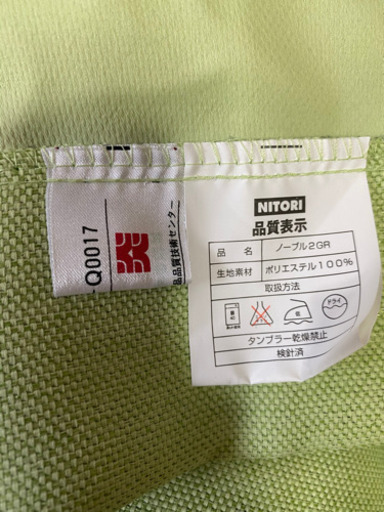 NITORI
品質表示
品 名 ノーブル2GR
生地素材 ポリエステル100%
取扱方法
低 ドライ
タンブラー乾燥禁止
検針済
Q0017
品品質技術センター